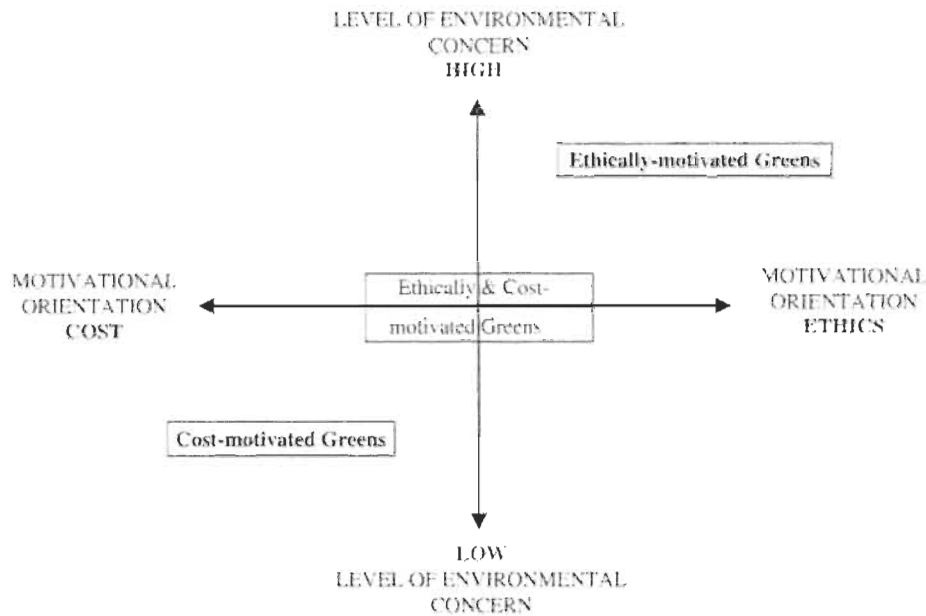 LEVEL OF ENVIRONMENTAL
CONCERN
HIGH
Ethically-motivated Greens
MOTIVATIONAL
ORIENTATION
COST
Ethically & Cost-
motivated Greens
MOTIVATIONAL
ORIENTATION
ETHICS
Cost-motivated Greens
LOW
LEVEL OF ENVIRONMENTAL
CONCERN